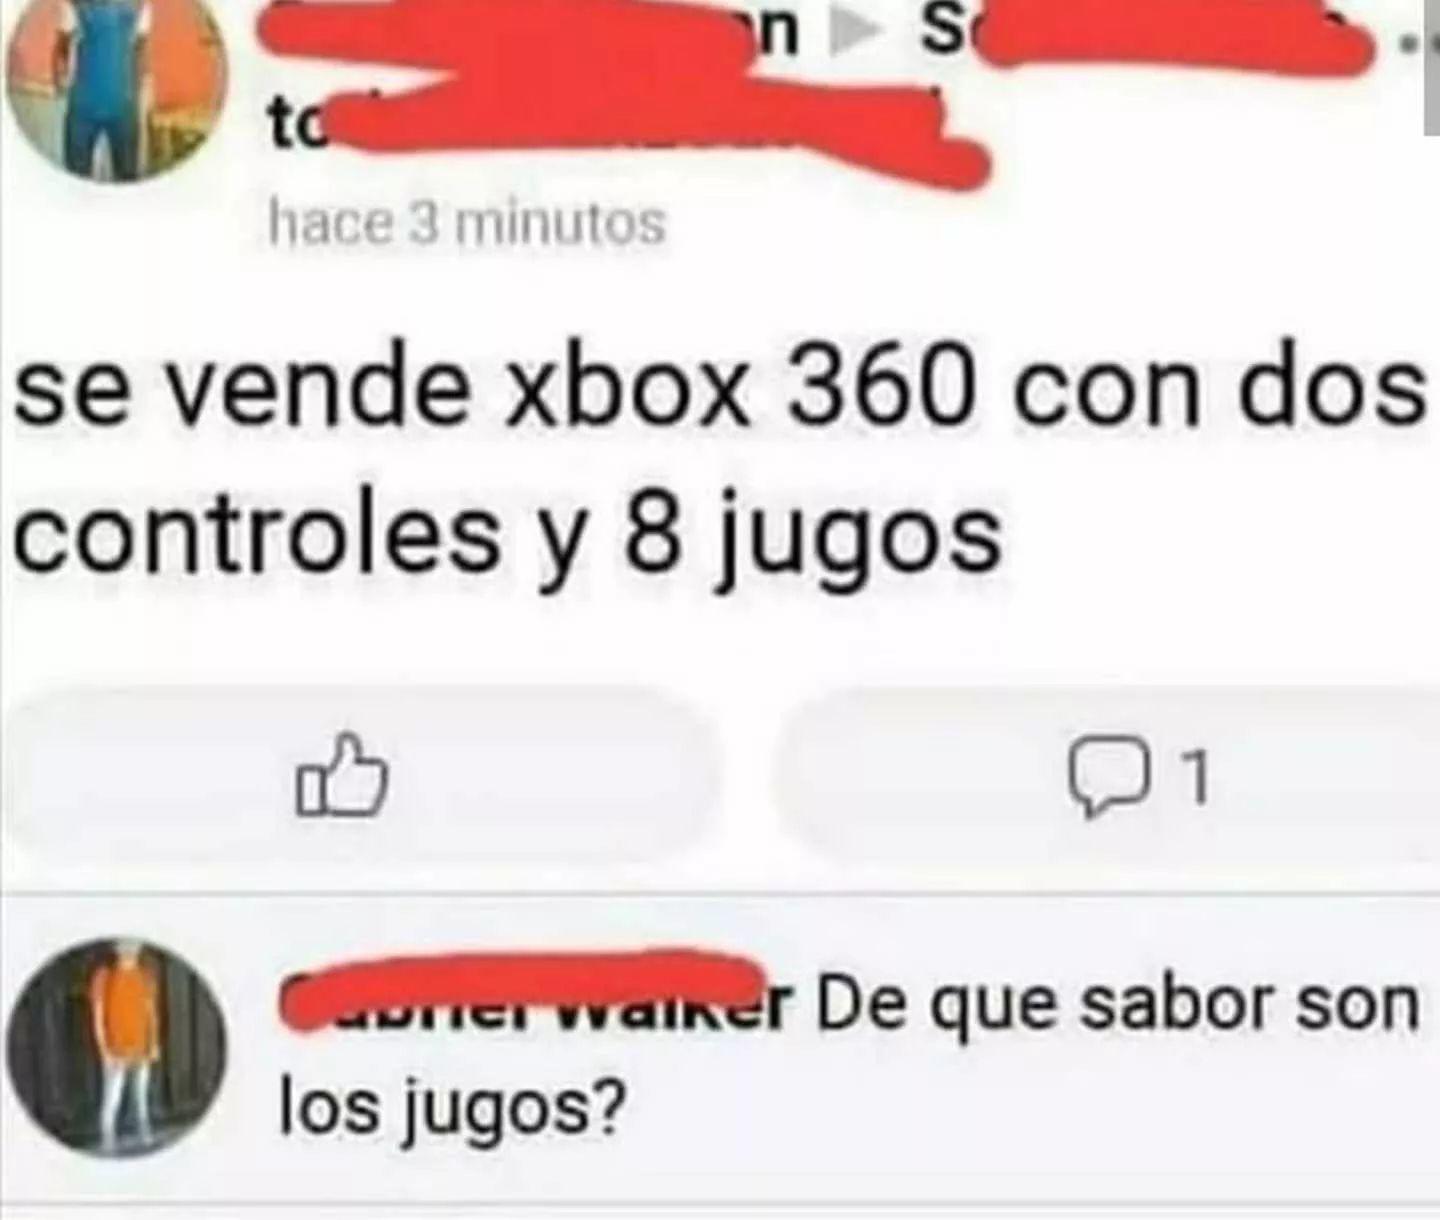 hace 3 minutos
se vende xbox 360 con dos
controles y 8 jugos
1
De que sabor son
los jugos?